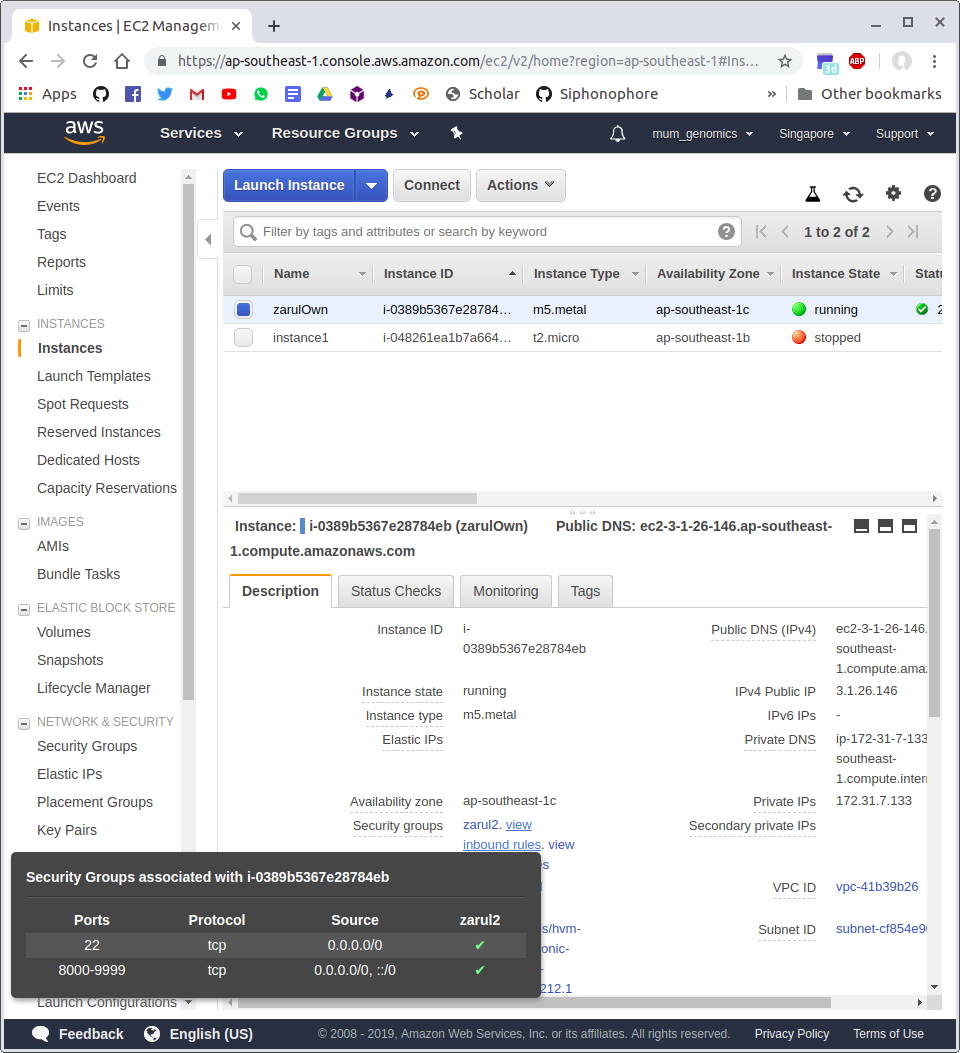 Instances | EC2 Managem
https://ap-southeast-1.console.aws.amazon.com/ec2/v2/home?region=ap-southeast-1#Ins...
3d
ABP
Apps
Scholar
Siphonophore
»
Other bookmarks
aws
Services
Resource Groups
mum_genomics
Singapore
Support
EC2 Dashboard
Events
Tags
Reports
Limits
INSTANCES
Instances
Launch Templates
Spot Requests
Reserved Instances
Dedicated Hosts
Capacity Reservations
IMAGES
AMIs
Bundle Tasks
ELASTIC BLOCK STORE
Volumes
Snapshots
Lifecycle Manager
NETWORK & SECURITY
Security Groups
Elastic IPs
Placement Groups
Key Pairs
Launch Configurations
Launch Instance
Connect
Actions
Filter by tags and attributes or search by keyword
1 to 2 of 2
Name Instance ID Instance Type Availability Zone Instance State Statu
zarulOwn i-0389b5367e28784... m5.metal ap-southeast-1c running 2
instance1 i-048261ea1b7a664... t2.micro ap-southeast-1b stopped
Instance: i-0389b5367e28784eb (zarulOwn) Public DNS: ec2-3-1-26-146.ap-southeast-
1.compute.amazonaws.com
Description Status Checks Monitoring Tags
Instance ID i-
0389b5367e28784eb
Instance state running
Instance type m5.metal
Elastic IPs
Availability zone ap-southeast-1c
Security groups zarul2. view
inbound rules. view
es
s/hvm-
onic-
-
212.1
Public DNS (IPv4) ec2-3-1-26-146.
southeast-
1.compute.amaz
IPv4 Public IP 3.1.26.146
IPv6 IPs -
Private DNS ip-172-31-7-133
southeast-
1.compute.intern
Private IPs 172.31.7.133
Secondary private IPs
VPC ID vpc-41b39b26
Subnet ID subnet-cf854e96
Security Groups associated with i-0389b5367e28784eb
Ports Protocol Source zarul2
22 tcp 0.0.0.0/0 ✔
8000-9999 tcp 0.0.0.0/0, ::/0 ✔
Feedback
English (US)
© 2008 - 2019, Amazon Web Services, Inc. or its affiliates. All rights reserved.
Privacy Policy
Terms of Use